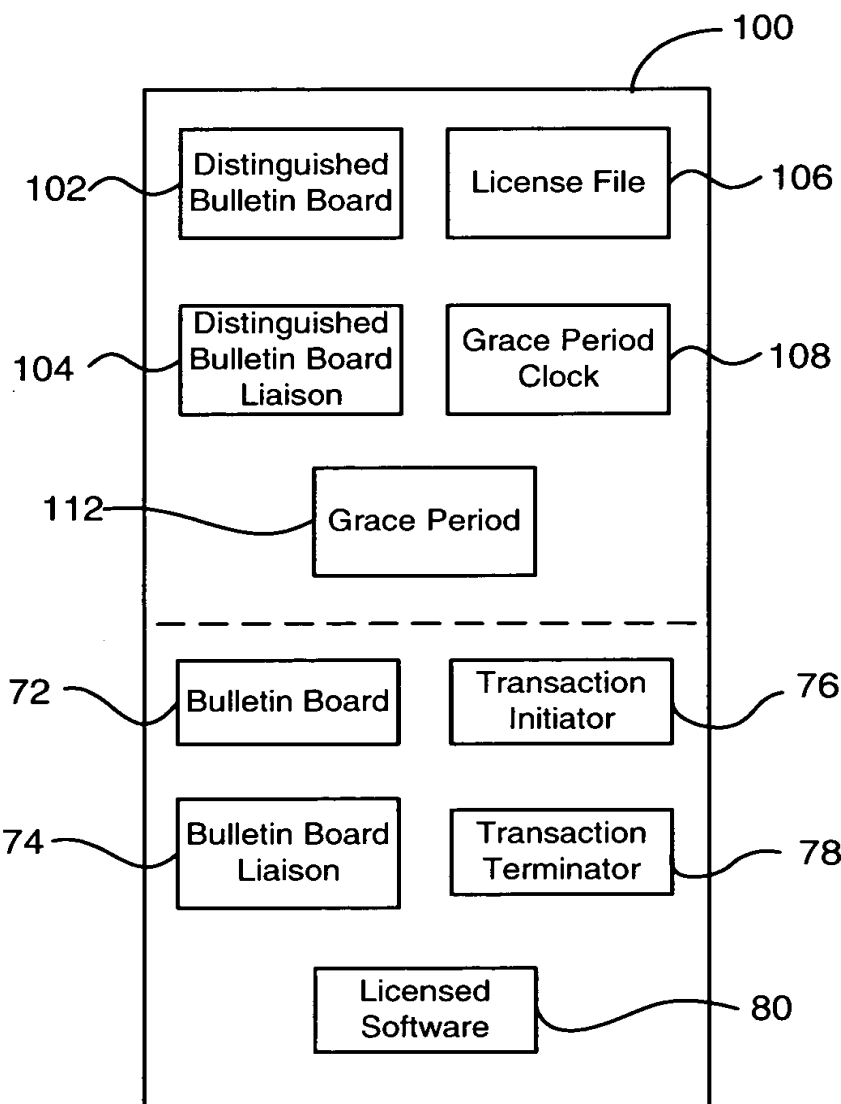 100
102
Distinguished
Bulletin Board
License File
106
104
Distinguished
Bulletin Board
Liaison
Grace Period
Clock
108
112
Grace Period
72
Bulletin Board
Transaction
Initiator
76
74
Bulletin Board
Liaison
Transaction
Terminator
78
Licensed
Software
80